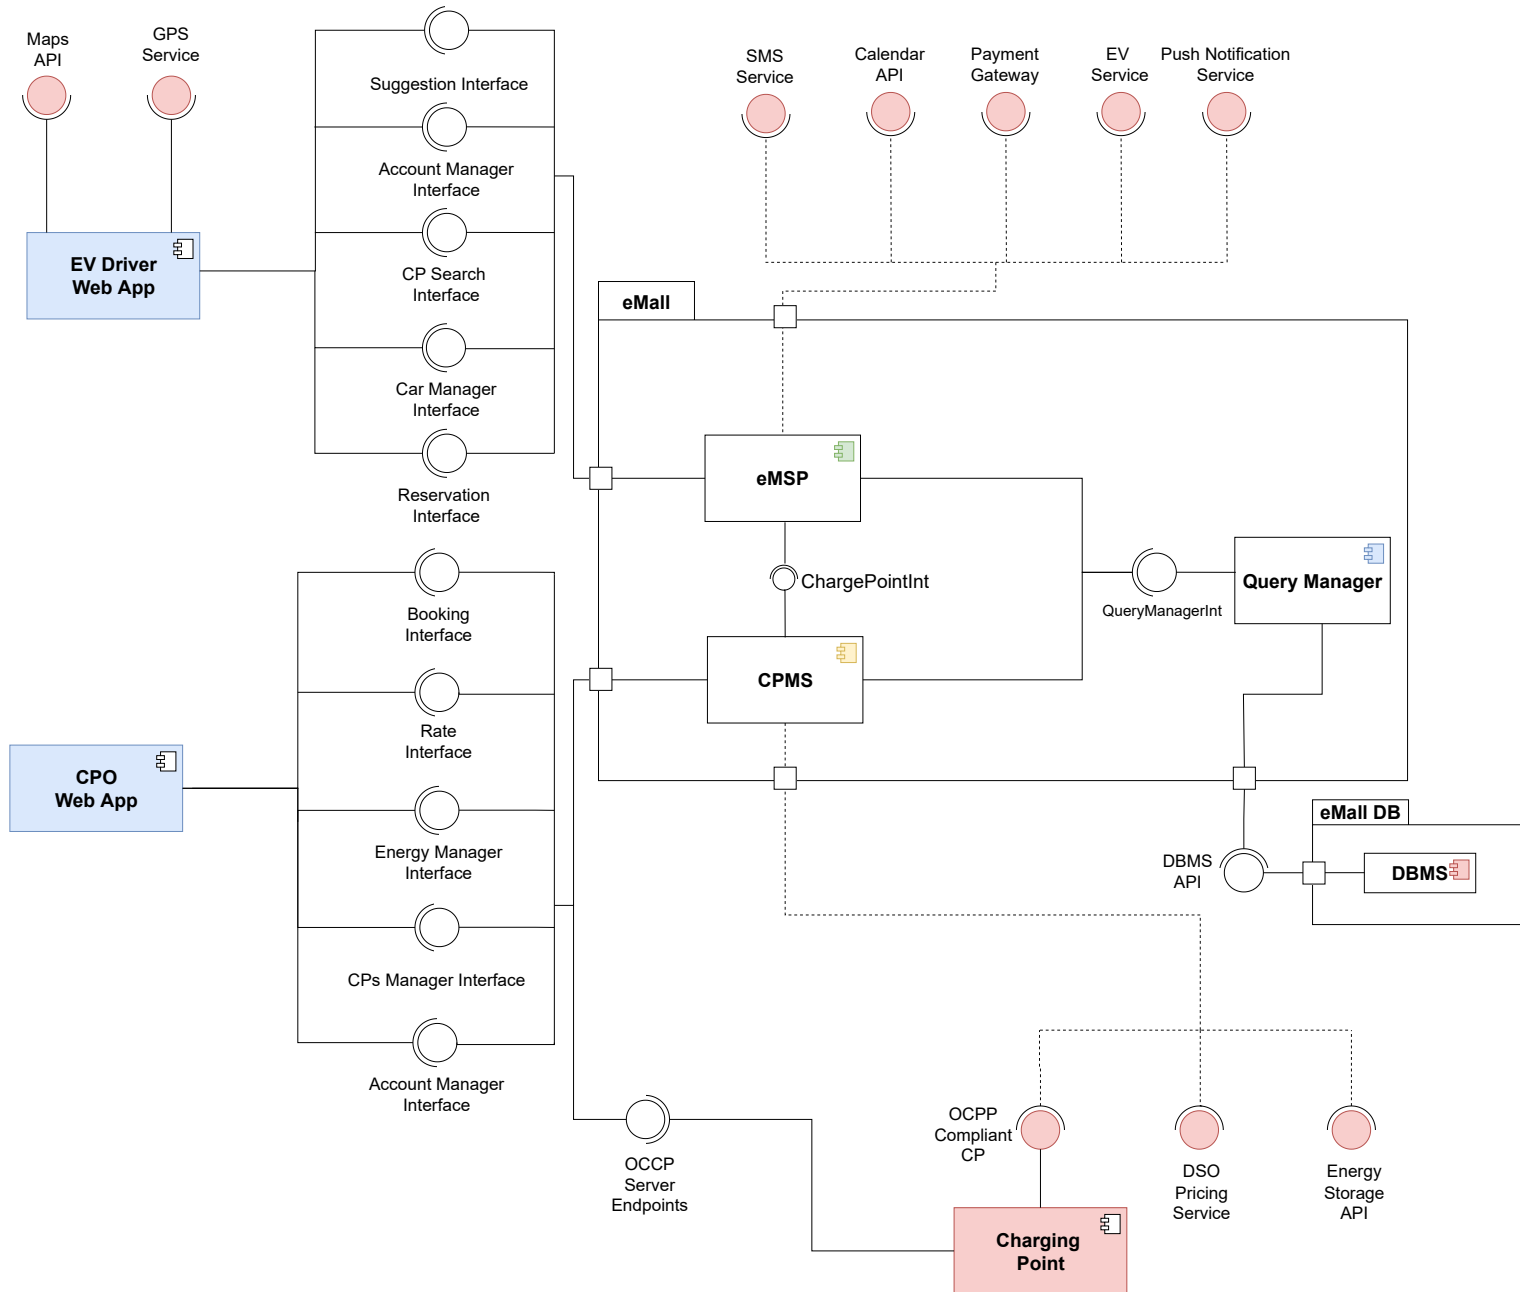 Maps
API
GPS
Service
Suggestion Interface
Account Manager
Interface
CP Search
Interface
Car Manager
Interface
Reservation
Interface
EV Driver
Web App
SMS
Service
Calendar
API
Payment
Gateway
EV
Service
Push Notification
Service
eMall
eMSP
ChargePointInt
CPMS
QueryManagerInt
Query Manager
Booking
Interface
Rate
Interface
Energy Manager
Interface
CPs Manager Interface
Account Manager
Interface
CPO
Web App
eMall DB
DBMS
API
DBMS
OCCP
Server
Endpoints
OCPP
Compliant
CP
DSO
Pricing
Service
Energy
Storage
API
Charging
Point